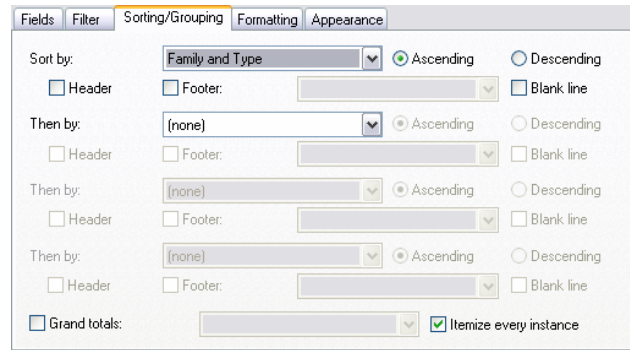 Fields Filter Sorting/Grouping Formatting Appearance
Sort by: Family and Type Ascending Descending
Header Footer: Blank line
Then by: (none) Ascending Descending
Header Footer: Blank line
Then by: (none) Ascending Descending
Header Footer: Blank line
Then by: (none) Ascending Descending
Header Footer: Blank line
Grand totals: Itemize every instance